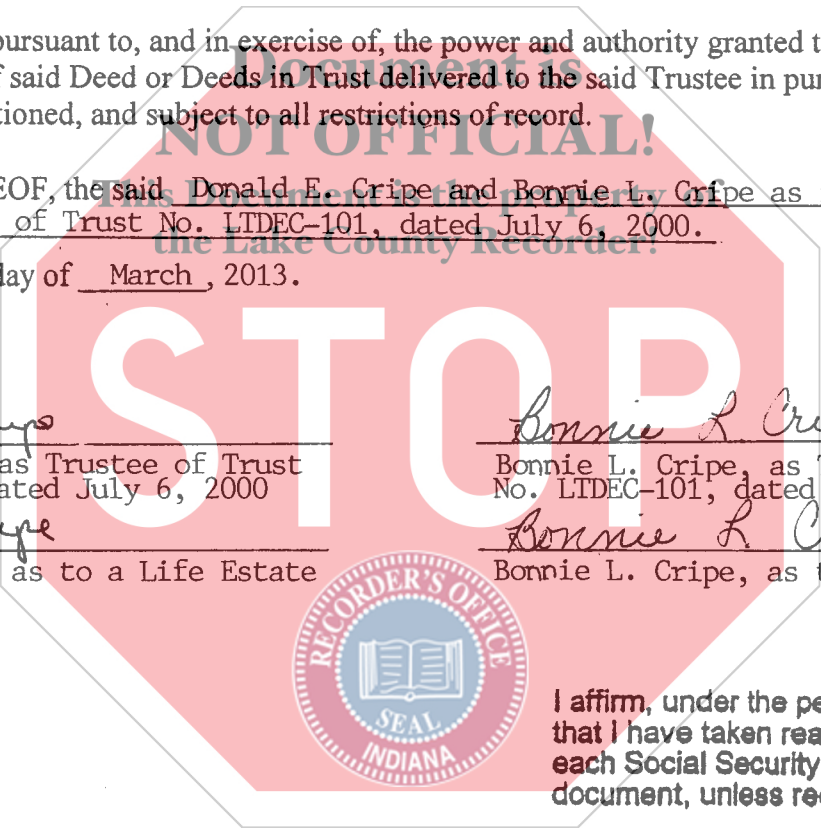 pursuant to, and in exercise of, the power and authority granted t
f said Deed or Deeds in Trust delivered to the said Trustee in pur
tioned, and subject to all restrictions of record.
Document is
NOT OFFICIAL!
This Document is the property of
the Lake County Recorder!
EOF, the said Donald E. Cripe and Bonnie L. Cripe as
of Trust No. LTDEC-101, dated July 6, 2000.
day of March, 2013.
STOP
Bonnie L Cri
as Trustee of Trust
ated July 6, 2000
Bonnie L. Cripe, as T
No. LTDEC-101, dated
Bonnie L. C
as to a Life Estate
Bonnie L. Cripe, as t
RECORDER'S OFFICE
SEAL
INDIANA
I affirm, under the pe
that I have taken rea
each Social Security
document, unless re